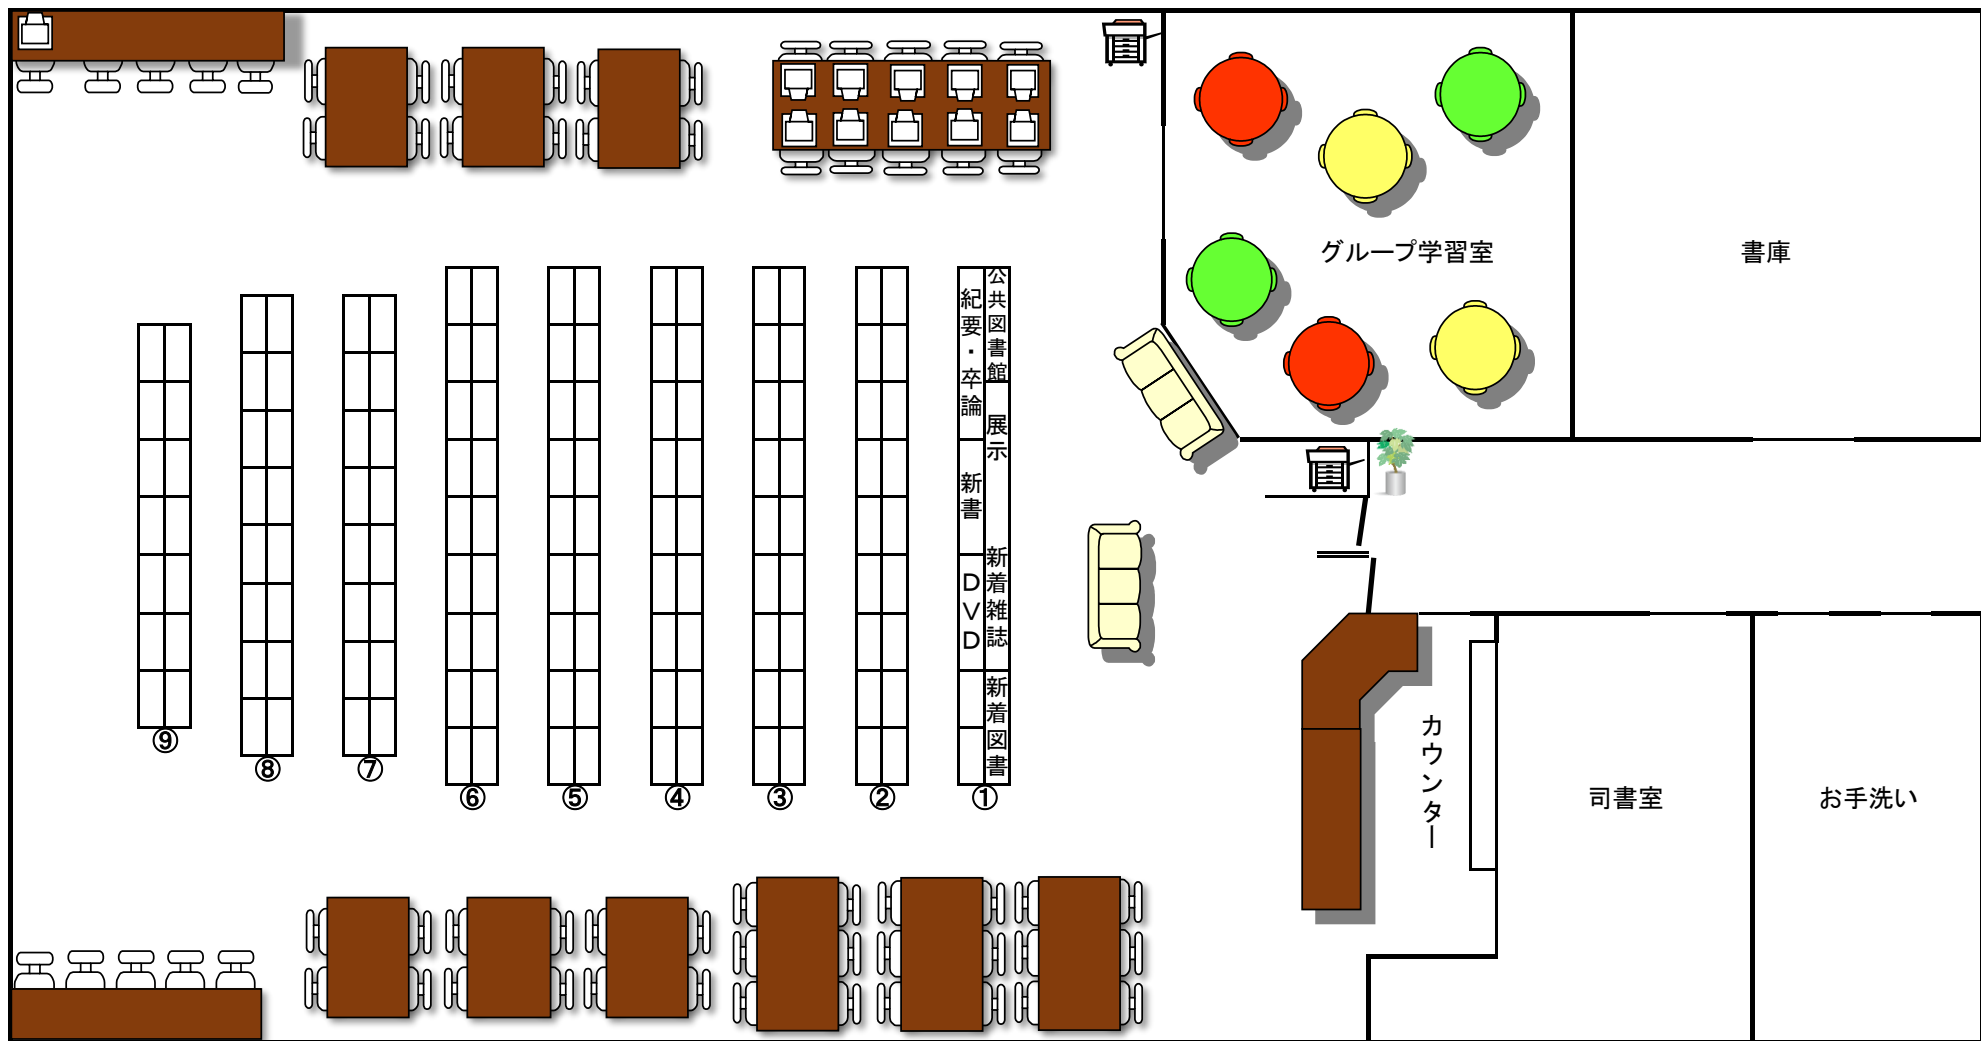 グループ学習室
書庫
公共図書館
紀要・卒論
展示
新書
新着雑誌
DVD
新着図書
⑨
⑧
⑦
⑥
⑤
④
③
②
①
カウンター
司書室
お手洗い